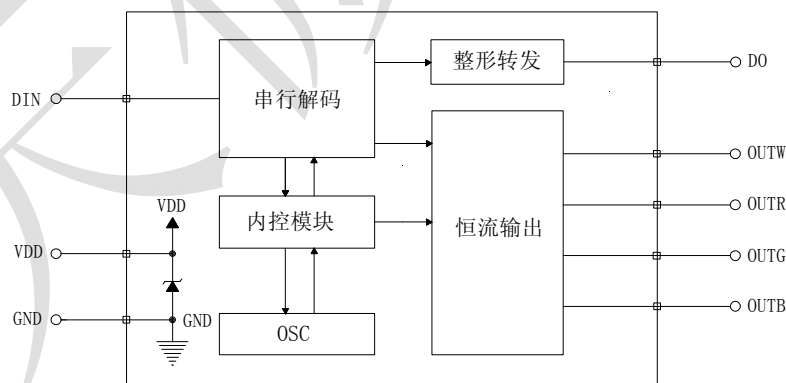 整形转发
DO
DIN
串行解码
OUTW
VDD
内控模块
OUTR
恒流输出
VDD
OUTG
OUTB
GND
GND
OSC